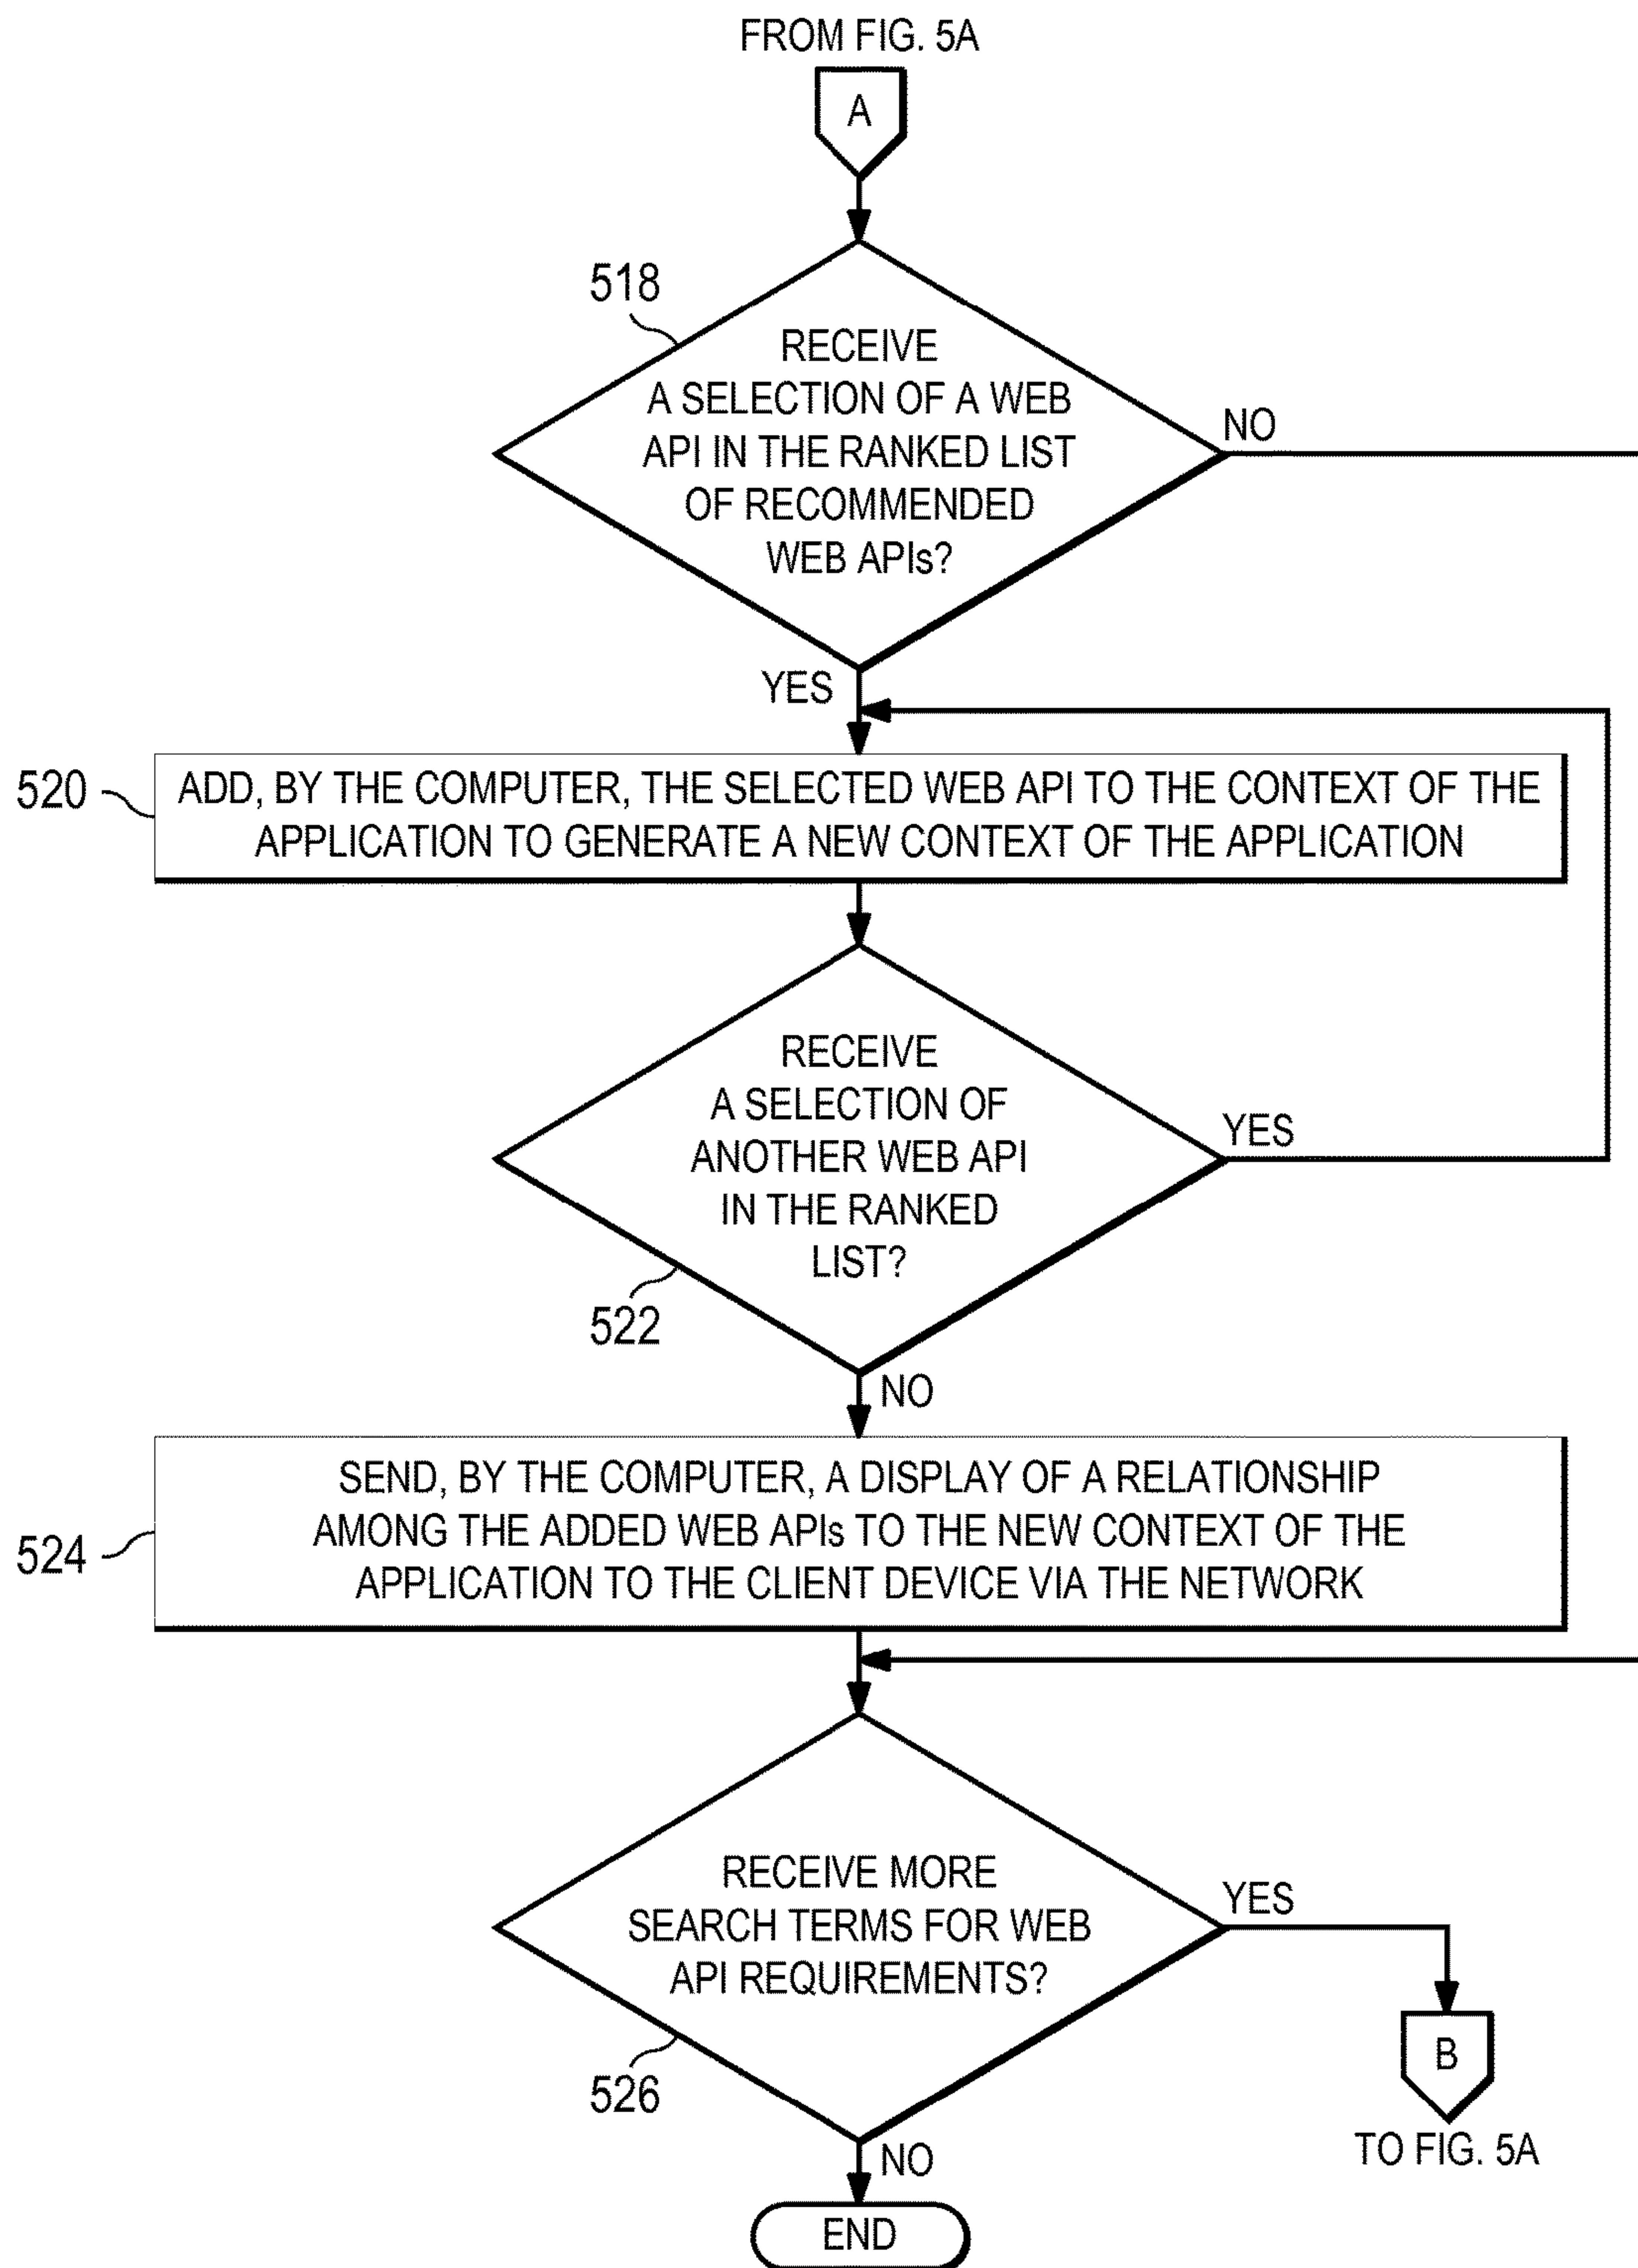 FROM FIG. 5A
A
518
RECEIVE
A SELECTION OF A WEB
API IN THE RANKED LIST
OF RECOMMENDED
WEB APIs?
NO
YES
520
ADD, BY THE COMPUTER, THE SELECTED WEB API TO THE CONTEXT OF THE
APPLICATION TO GENERATE A NEW CONTEXT OF THE APPLICATION
RECEIVE
A SELECTION OF
ANOTHER WEB API
IN THE RANKED
LIST?
YES
522
NO
524
SEND, BY THE COMPUTER, A DISPLAY OF A RELATIONSHIP
AMONG THE ADDED WEB APIs TO THE NEW CONTEXT OF THE
APPLICATION TO THE CLIENT DEVICE VIA THE NETWORK
RECEIVE MORE
SEARCH TERMS FOR WEB
API REQUIREMENTS?
YES
526
B
TO FIG. 5A
NO
END